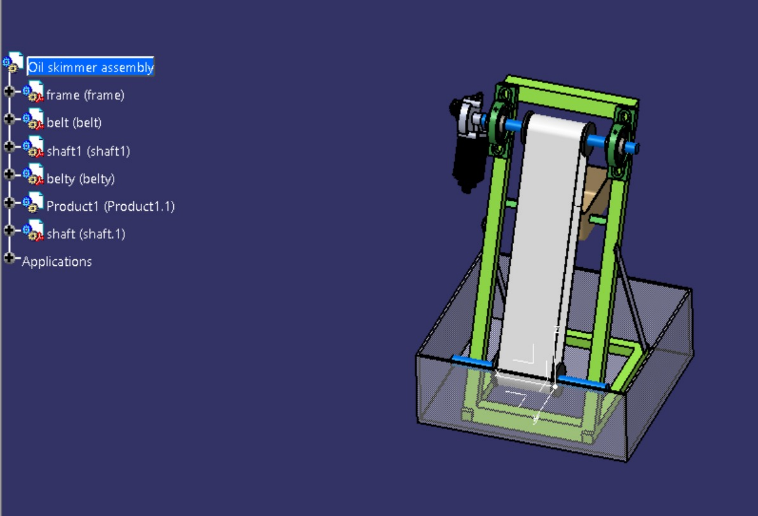 Oil skimmer assembly
frame (frame)
belt (belt)
shaft1 (shaft1)
belty (belty)
Product1 (Product1.1)
shaft (shaft.1)
Applications